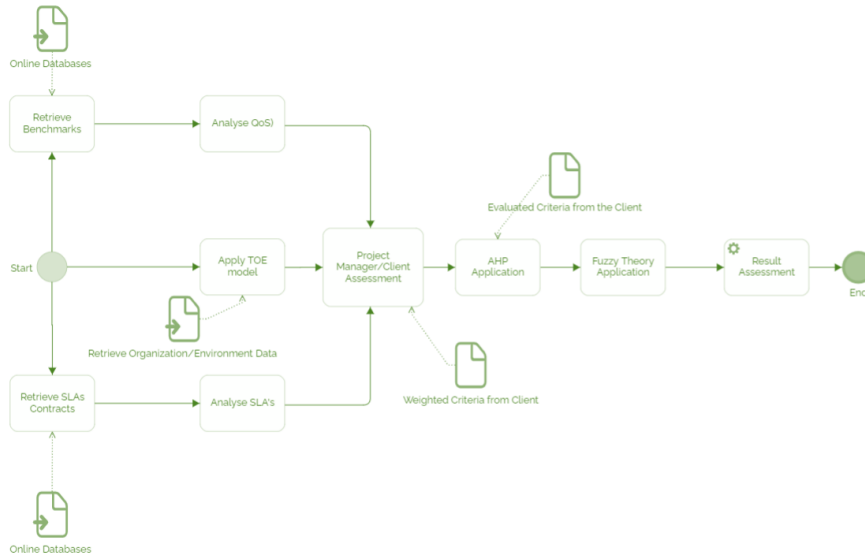 Online Databases
Retrieve
Benchmarks
Analyse QoS)
Evaluated Criteria from the Client
Start
Apply TOE
model
Project
Manager/Client
Assessment
AHP
Application
Fuzzy Theory
Application
Result
Assessment
End
Retrieve Organization/Environment Data
Retrieve SLAs
Contracts
Analyse SLA's
Weighted Criteria from Client
Online Databases